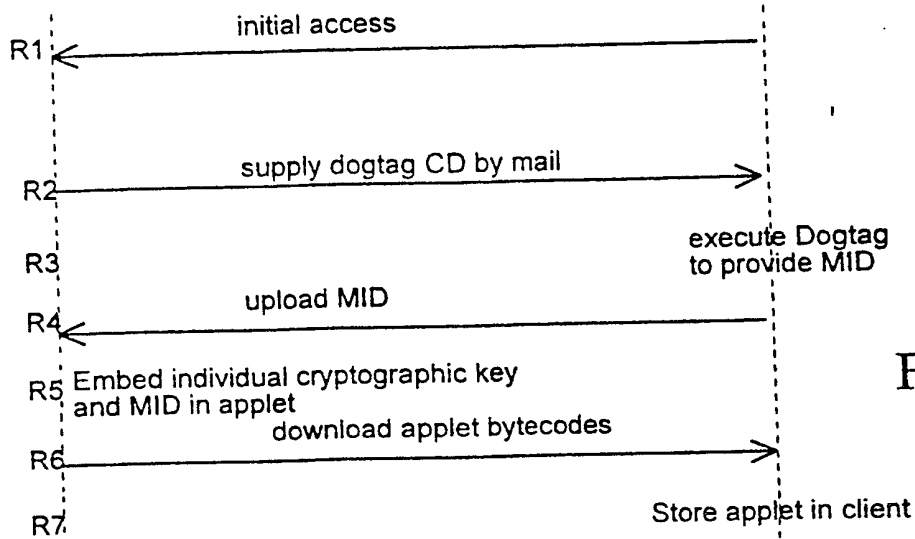 initial access
R1
supply dogtag CD by mail
R2
execute Dogtag
R3
to provide MID
upload MID
R4
R5 Embed individual cryptographic key
and MID in applet
download applet bytecodes
R6
Store applet in client
R7